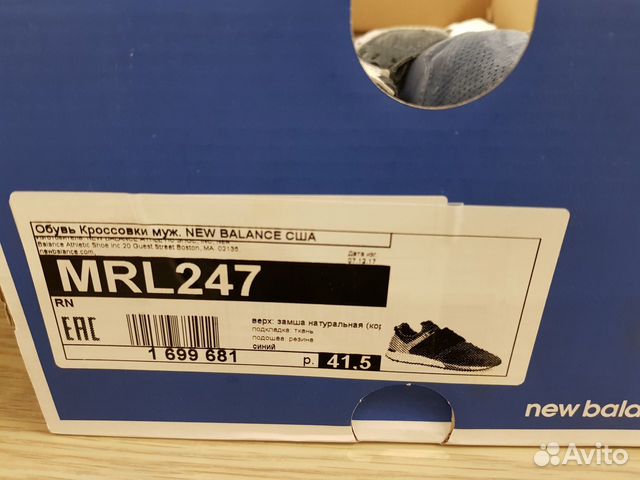 Обувь Кроссовки муж. NEW BALANCE США
Balance Athletic Shoe Inc 20 Guest Street Boston, MA. 02135.
newbalance.com
Дата изг.
07.12.17
MRL247
RN
EAC
верх: замша натуральная (кор
подкладка: ткань
подошва: резина
синий
1 699 681
р. 41.5
new bala
Avito